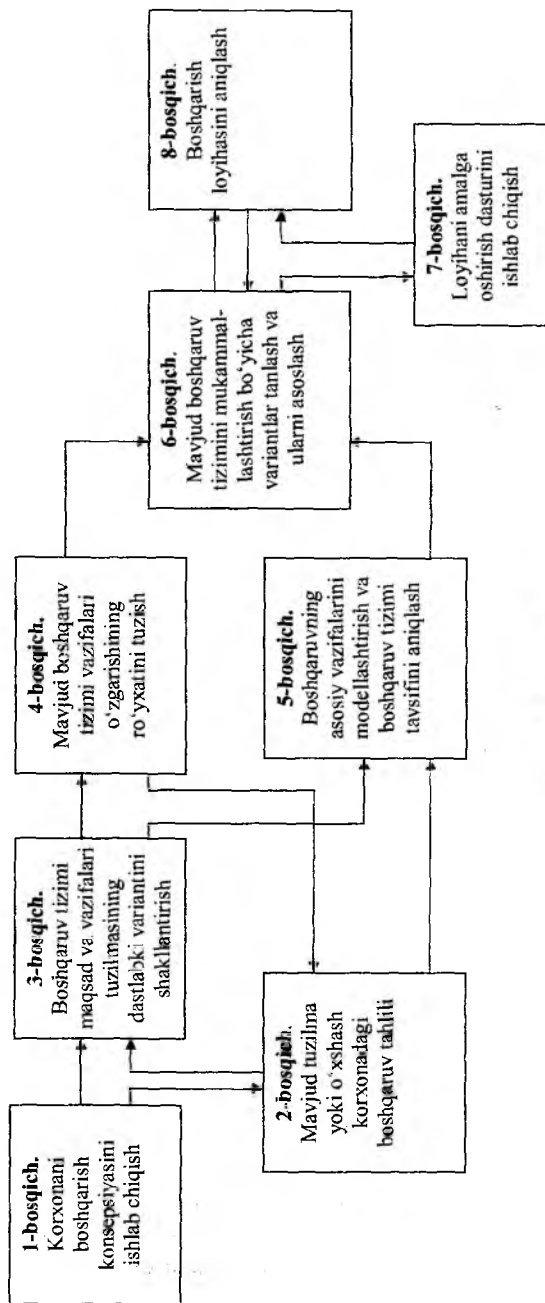 1-bosqich.
Korxonani
boshqarish
konsepsiyasini
ishlab chiqish
2-bosqich.
Mavjud tuzilma
yoki o‘xshash
korxonadagi
boshqaruv tahlili
3-bosqich.
Boshqaruv tizimi
maqsad va vazifalari
tuzilmasining
dastlabki variantini
shakllantirish
4-bosqich.
Mavjud boshqaruv
tizimi vazifalari
o‘zgarishining
ro‘yxatini tuzish
5-bosqich.
Boshqaruvning
asosiy vazifalarini
modellashtirish va
boshqaruv tizimi
tavsifini aniqlash
6-bosqich.
Mavjud boshqaruv
tizimini mukammal-
lashtirish bo‘yicha
variantlar tanlash va
ularni asoslash
7-bosqich.
Loyihani amalga
oshirish dasturini
ishlab chiqish
8-bosqich.
Boshqarish
loyihasini aniqlash